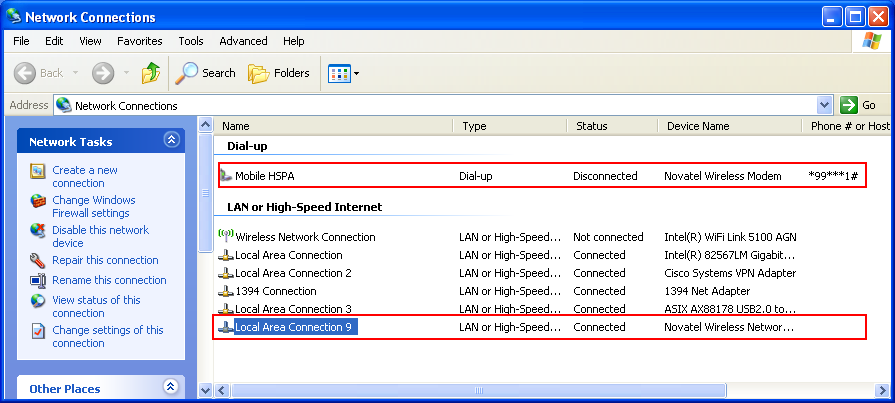 Network Connections
File Edit View Favorites Tools Advanced Help
Back Search Folders
Address Network Connections Go
Network Tasks
Create a new
connection
Change Windows
Firewall settings
Disable this network
device
Repair this connection
Rename this connection
View status of this
connection
Change settings of this
connection
Other Places
Name Type Status Device Name Phone # or Host
Dial-up
Mobile HSPA Dial-up Disconnected Novatel Wireless Modem *99***1#
LAN or High-Speed Internet
Wireless Network Connection LAN or High-Speed... Not connected Intel(R) WiFi Link 5100 AGN
Local Area Connection LAN or High-Speed... Connected Intel(R) 82567LM Gigabit...
Local Area Connection 2 LAN or High-Speed... Connected Cisco Systems VPN Adapter
1394 Connection LAN or High-Speed... Connected 1394 Net Adapter
Local Area Connection 3 LAN or High-Speed... Connected ASIX AX88178 USB2.0 to...
Local Area Connection 9 LAN or High-Speed... Connected Novatel Wireless Networ...